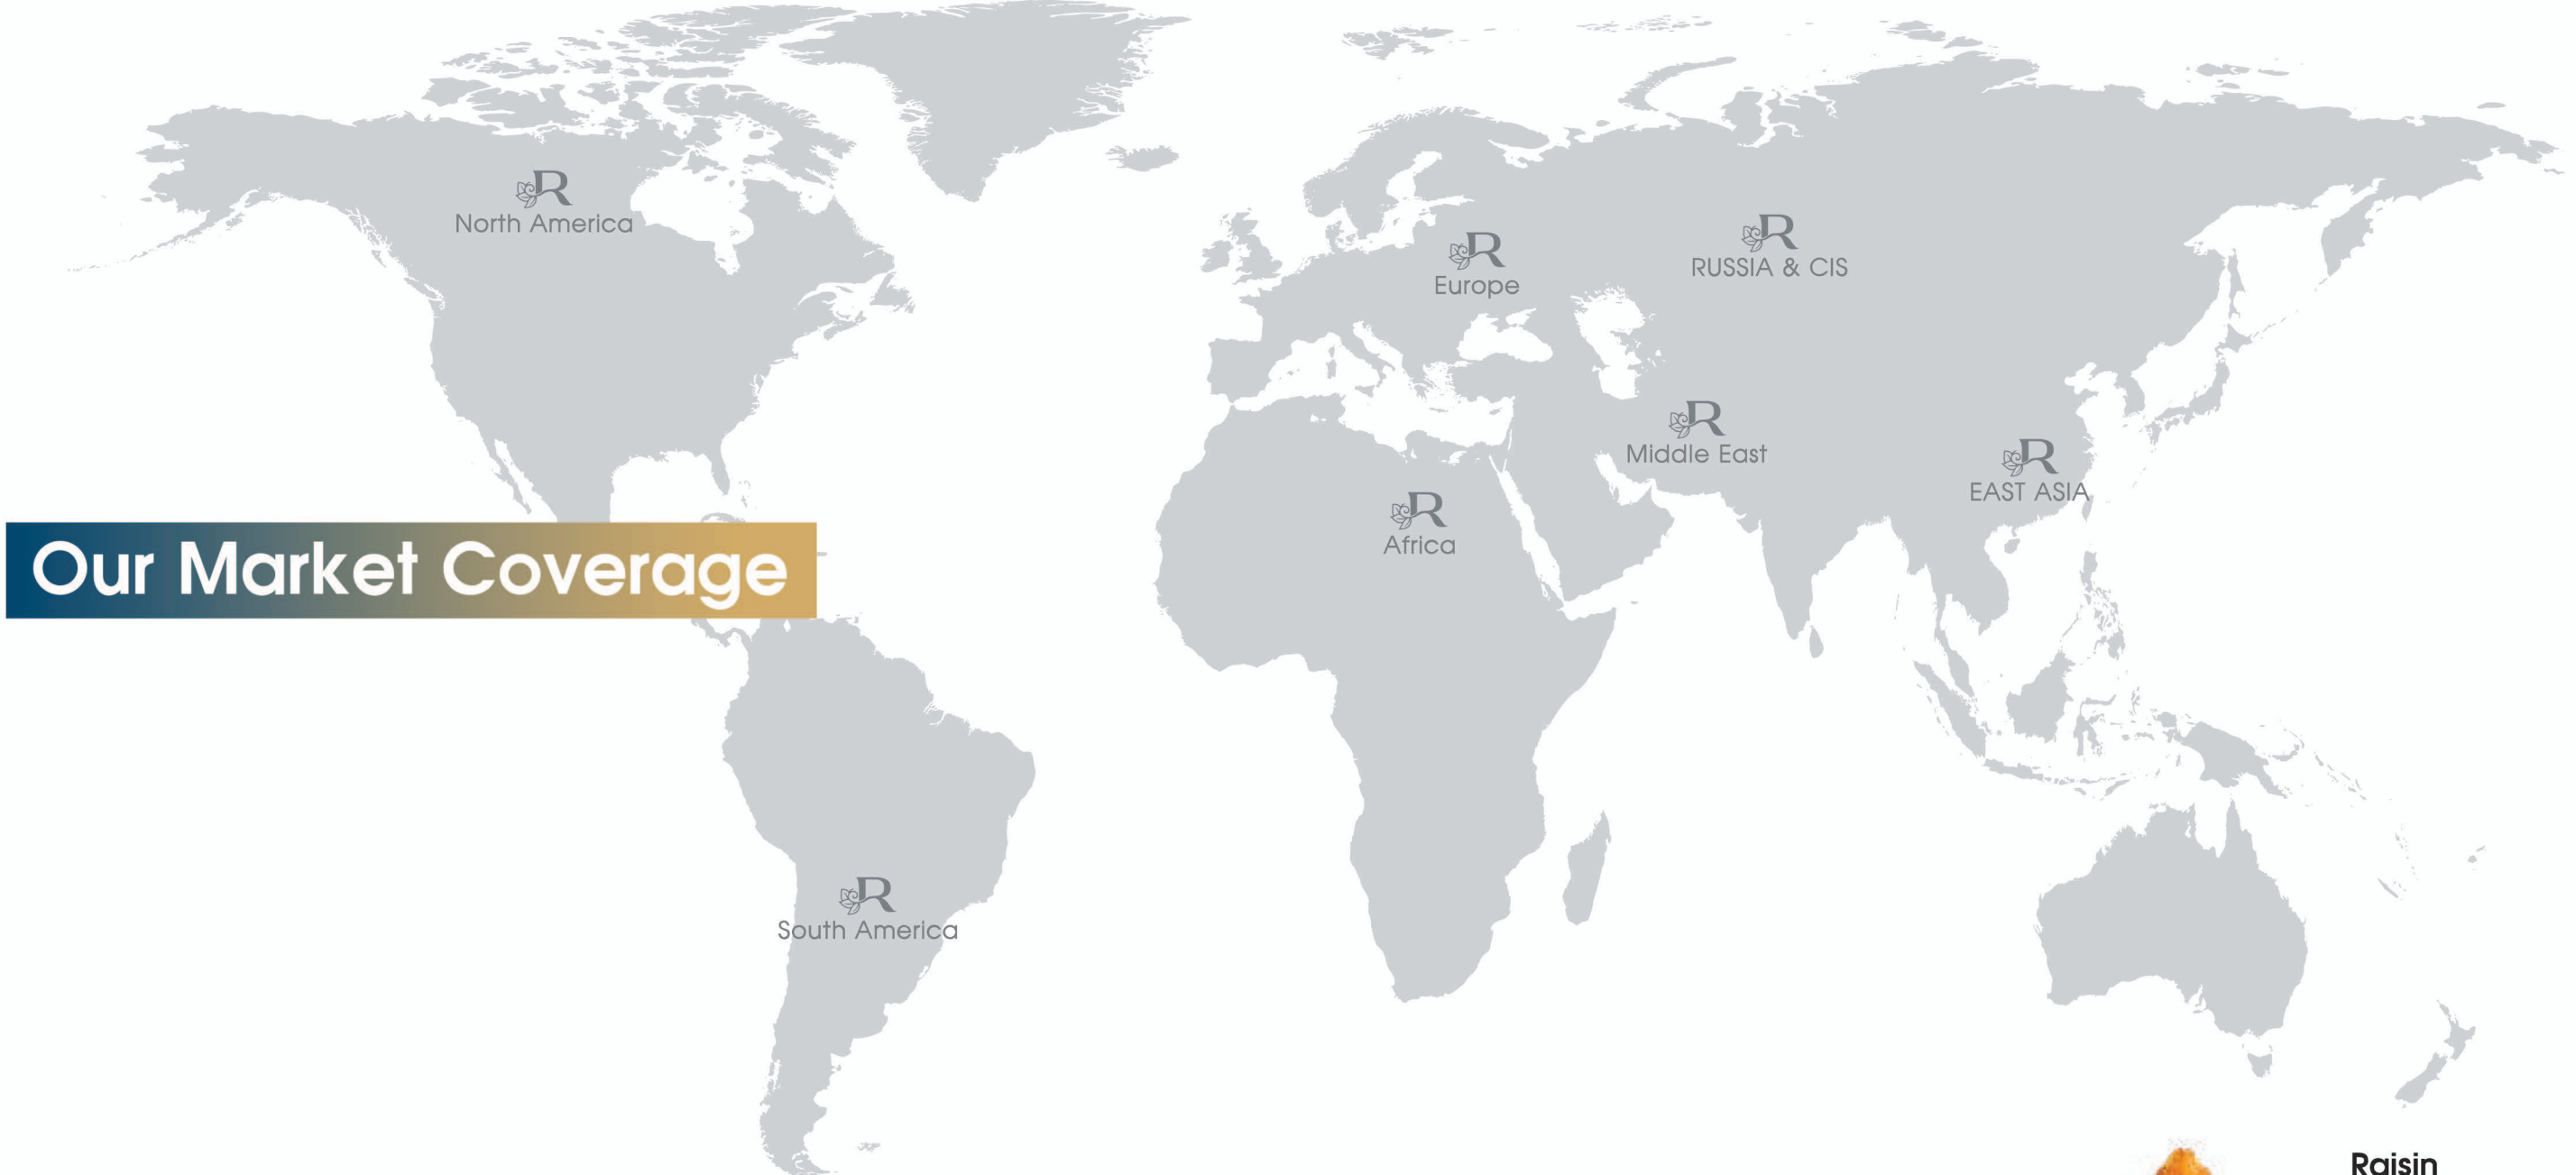 North America
RUSSIA & CIS
Europe
Middle East
EAST ASIA
Africa
Our Market Coverage
South America
Raisin